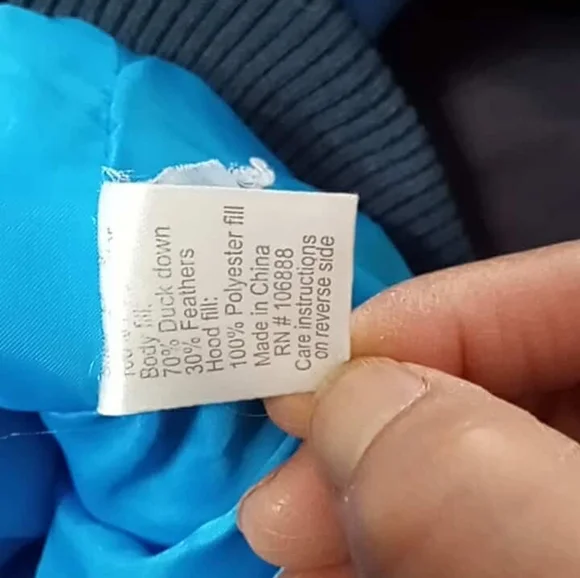 Body fill:
70% Duck down
30% Feathers
Hood fill:
100% Polyester fill
Made in China
RN # 106888
Care instructions
on reverse side